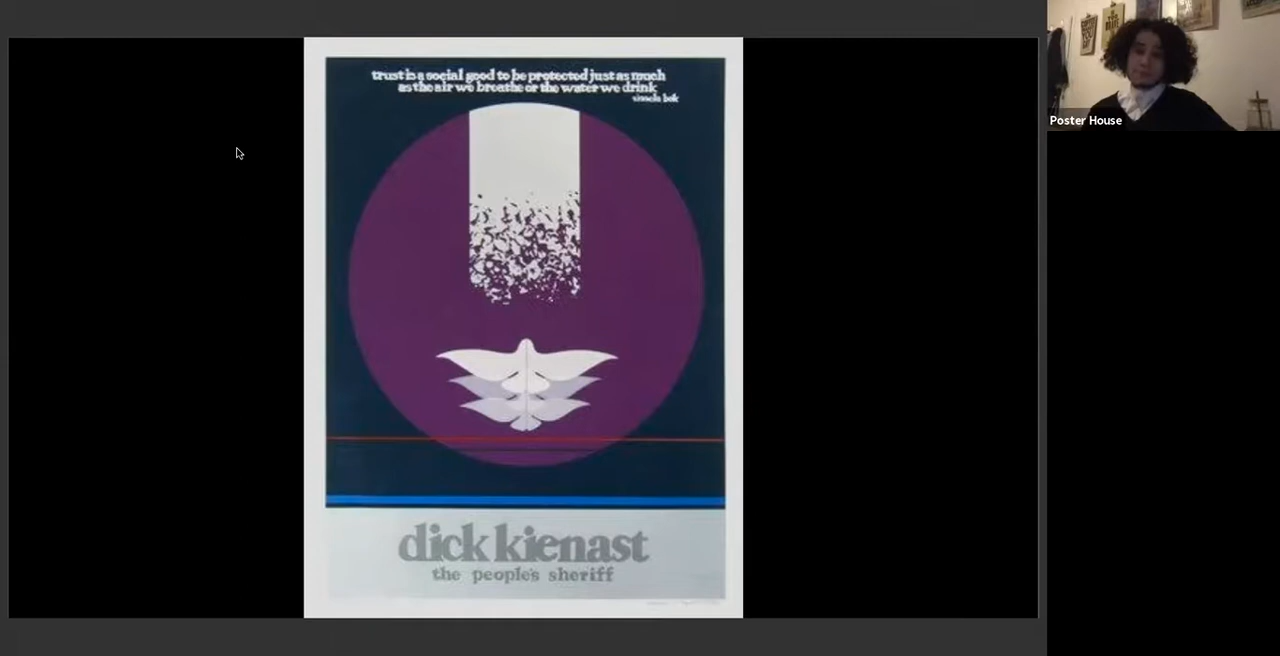 trust is a social good to be protected just as much
as the air we breathe or the water we drink
sissela bok
dick kienast
the people's sheriff
Poster House